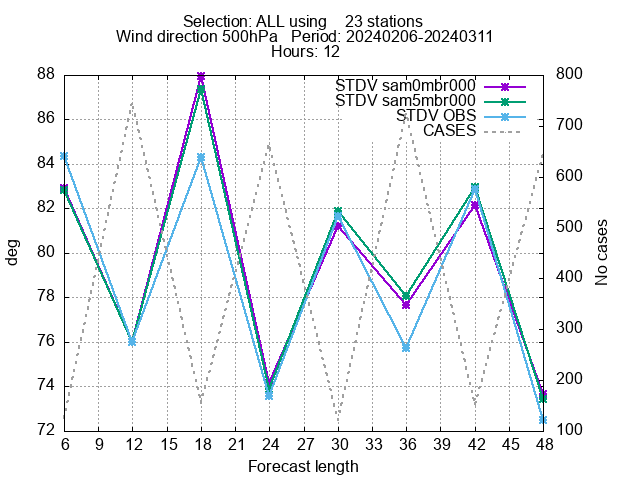 Selection: ALL using    23 stations
Wind direction 500hPa   Period: 20240206-20240311
Hours: 12
STDV sam0mbr000
STDV sam5mbr000
STDV OBS
CASES
88
86
84
82
80
78
76
74
72
deg
800
700
600
500
400
300
200
100
No cases
6 9 12 15 18 21 24 27 30 33 36 39 42 45 48
Forecast length